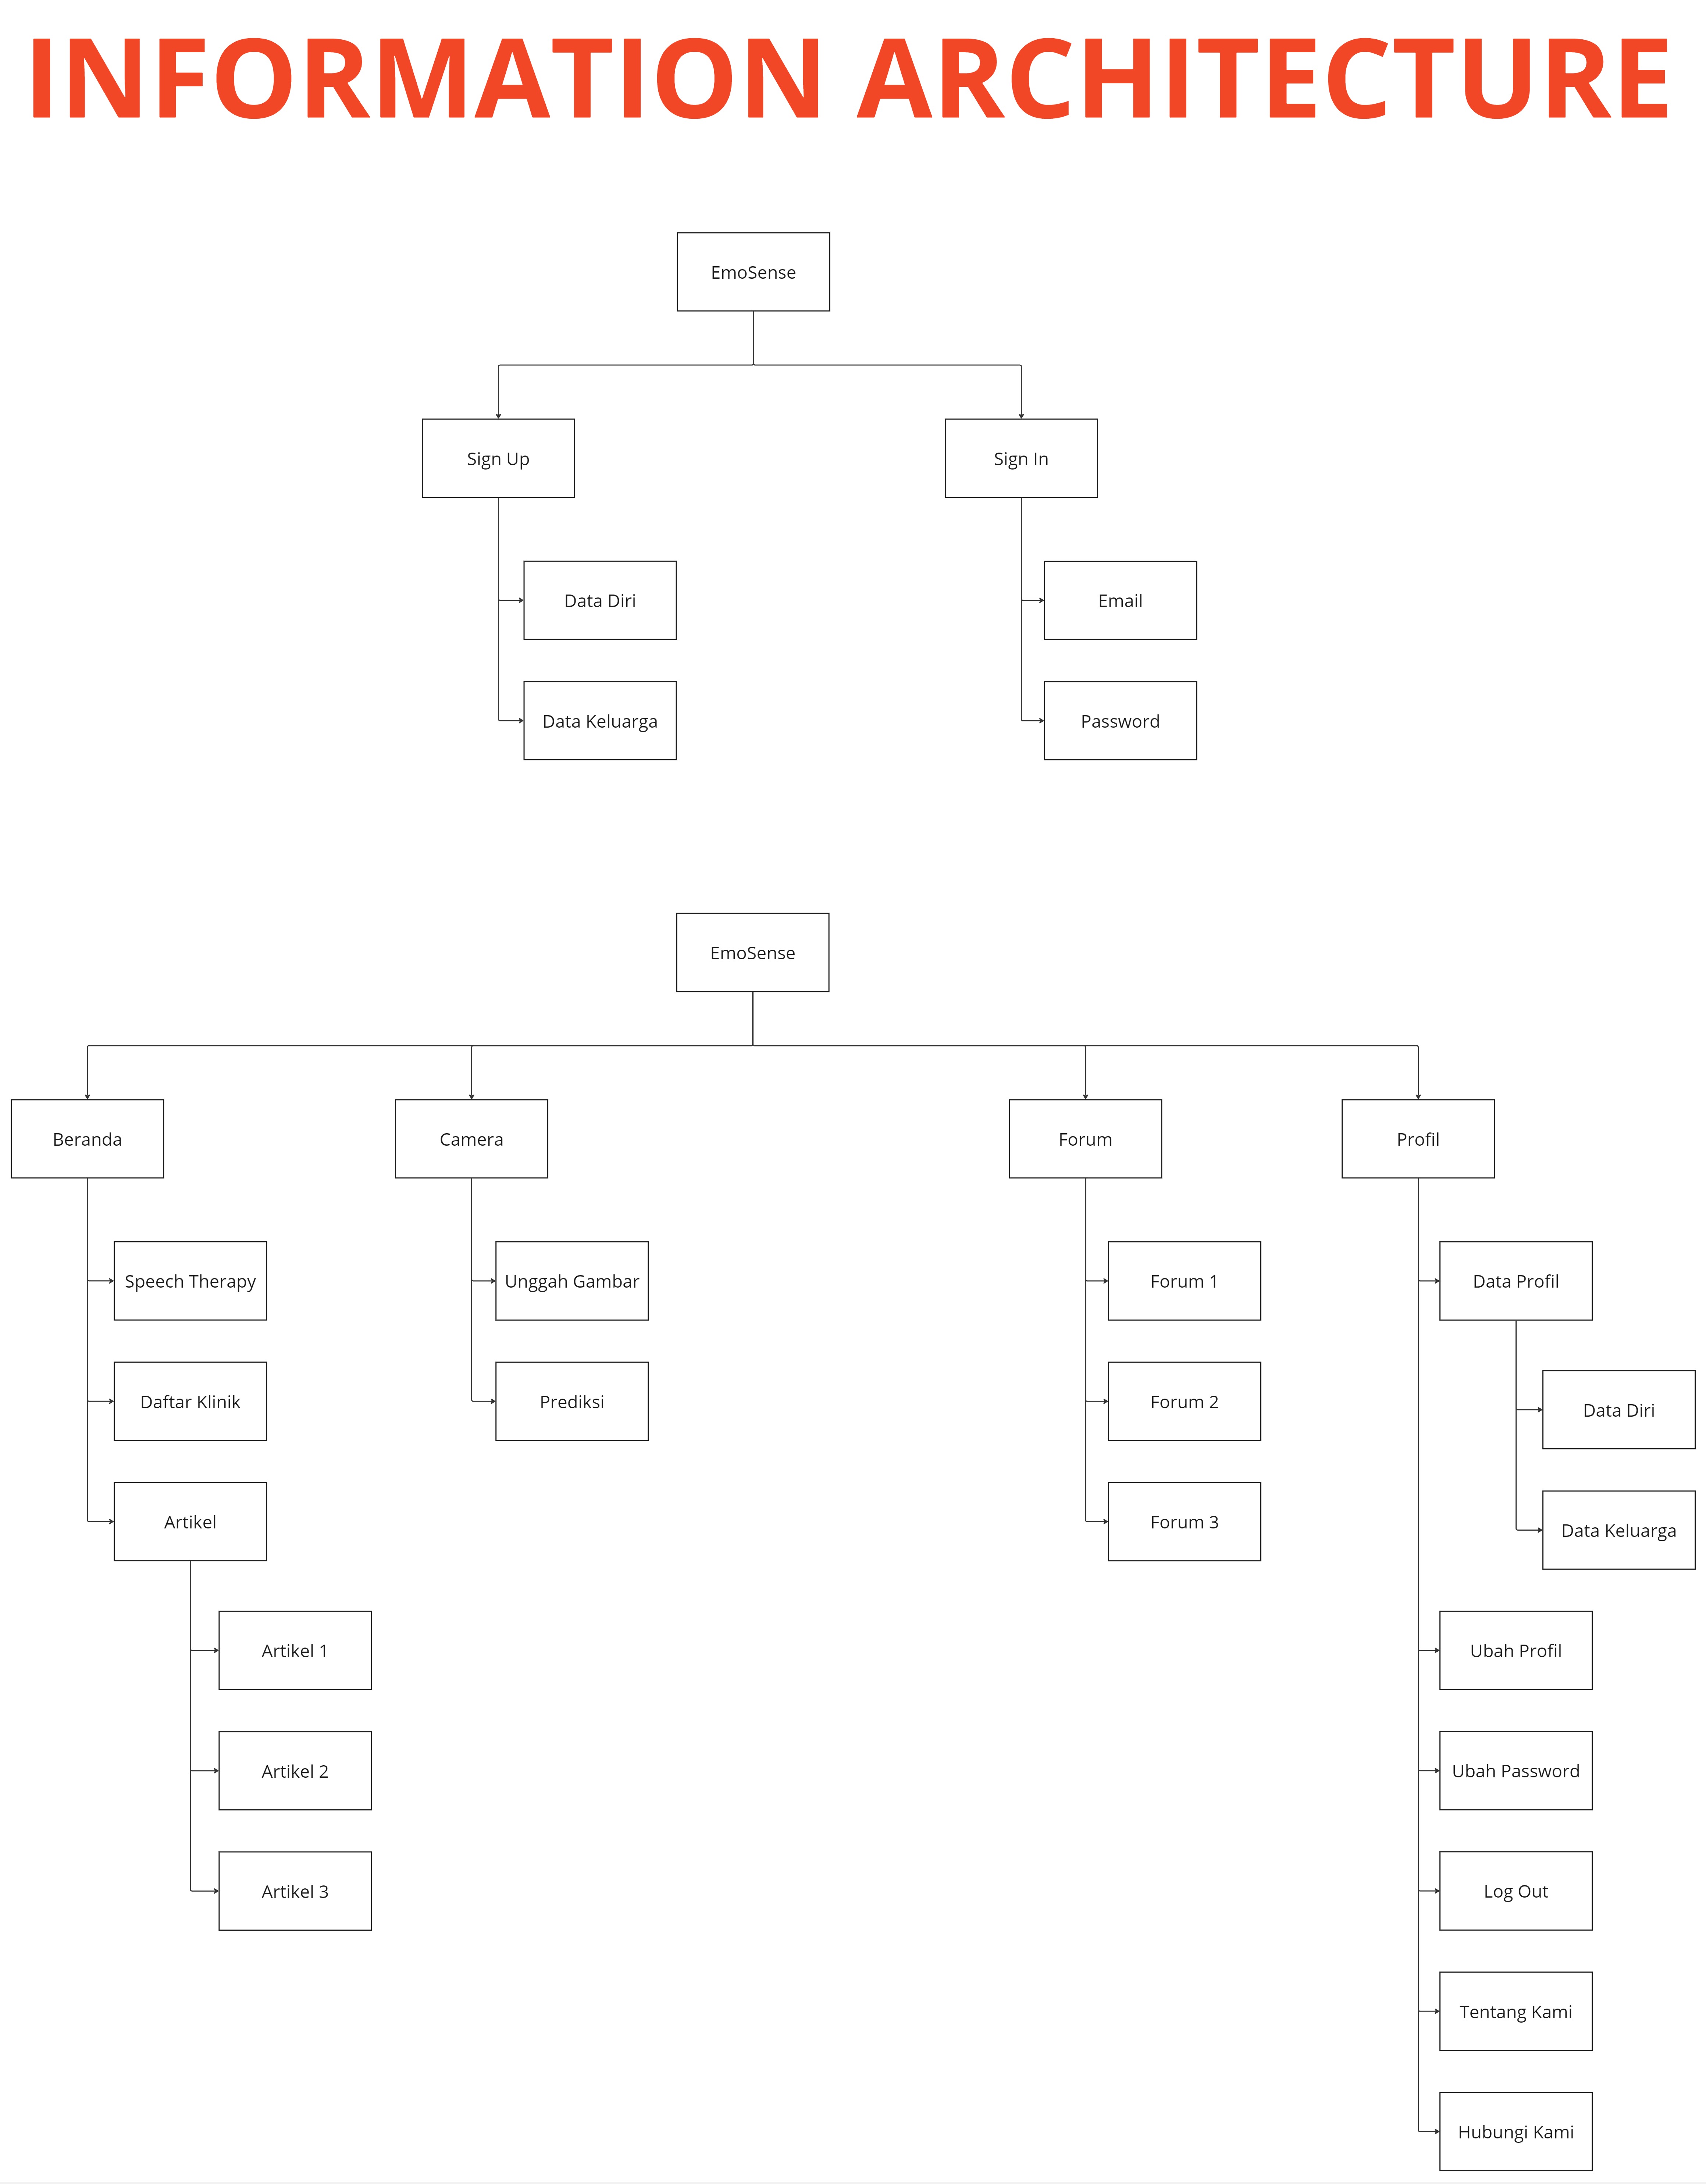 INFORMATION ARCHITECTURE
EmoSense
Sign Up
Sign In
Data Diri
Email
Data Keluarga
Password
EmoSense
Beranda
Camera
Forum
Profil
Speech Therapy
Unggah Gambar
Forum 1
Data Profil
Daftar Klinik
Prediksi
Forum 2
Data Diri
Artikel
Forum 3
Data Keluarga
Artikel 1
Ubah Profil
Artikel 2
Ubah Password
Artikel 3
Log Out
Tentang Kami
Hubungi Kami